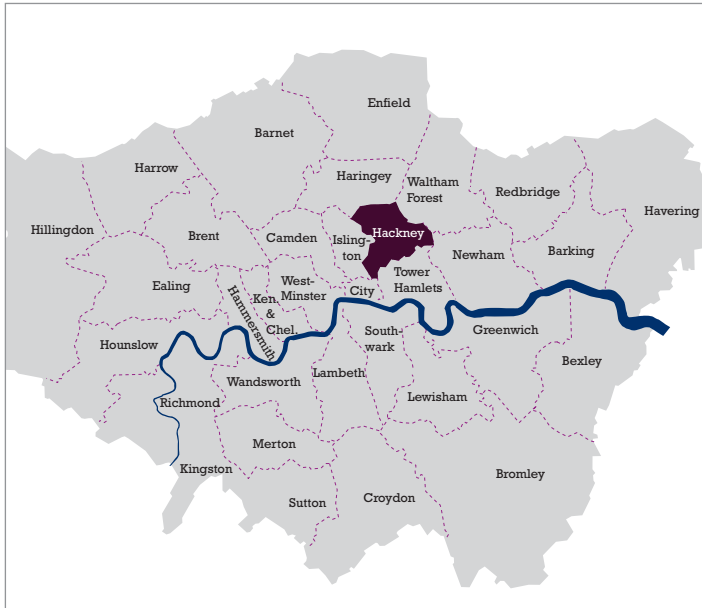 Enfield
Barnet
Harrow
Haringey
Waltham
Forest
Redbridge
Havering
Hillingdon
Brent
Camden
Isling-
ton
Hackney
Newham
Barking
Ealing
Hammersmith
Ken.
&
Chel.
West-
Minster
City
Tower
Hamlets
Hounslow
Greenwich
South-
wark
Bexley
Richmond
Wandsworth
Lambeth
Lewisham
Merton
Kingston
Bromley
Sutton
Croydon